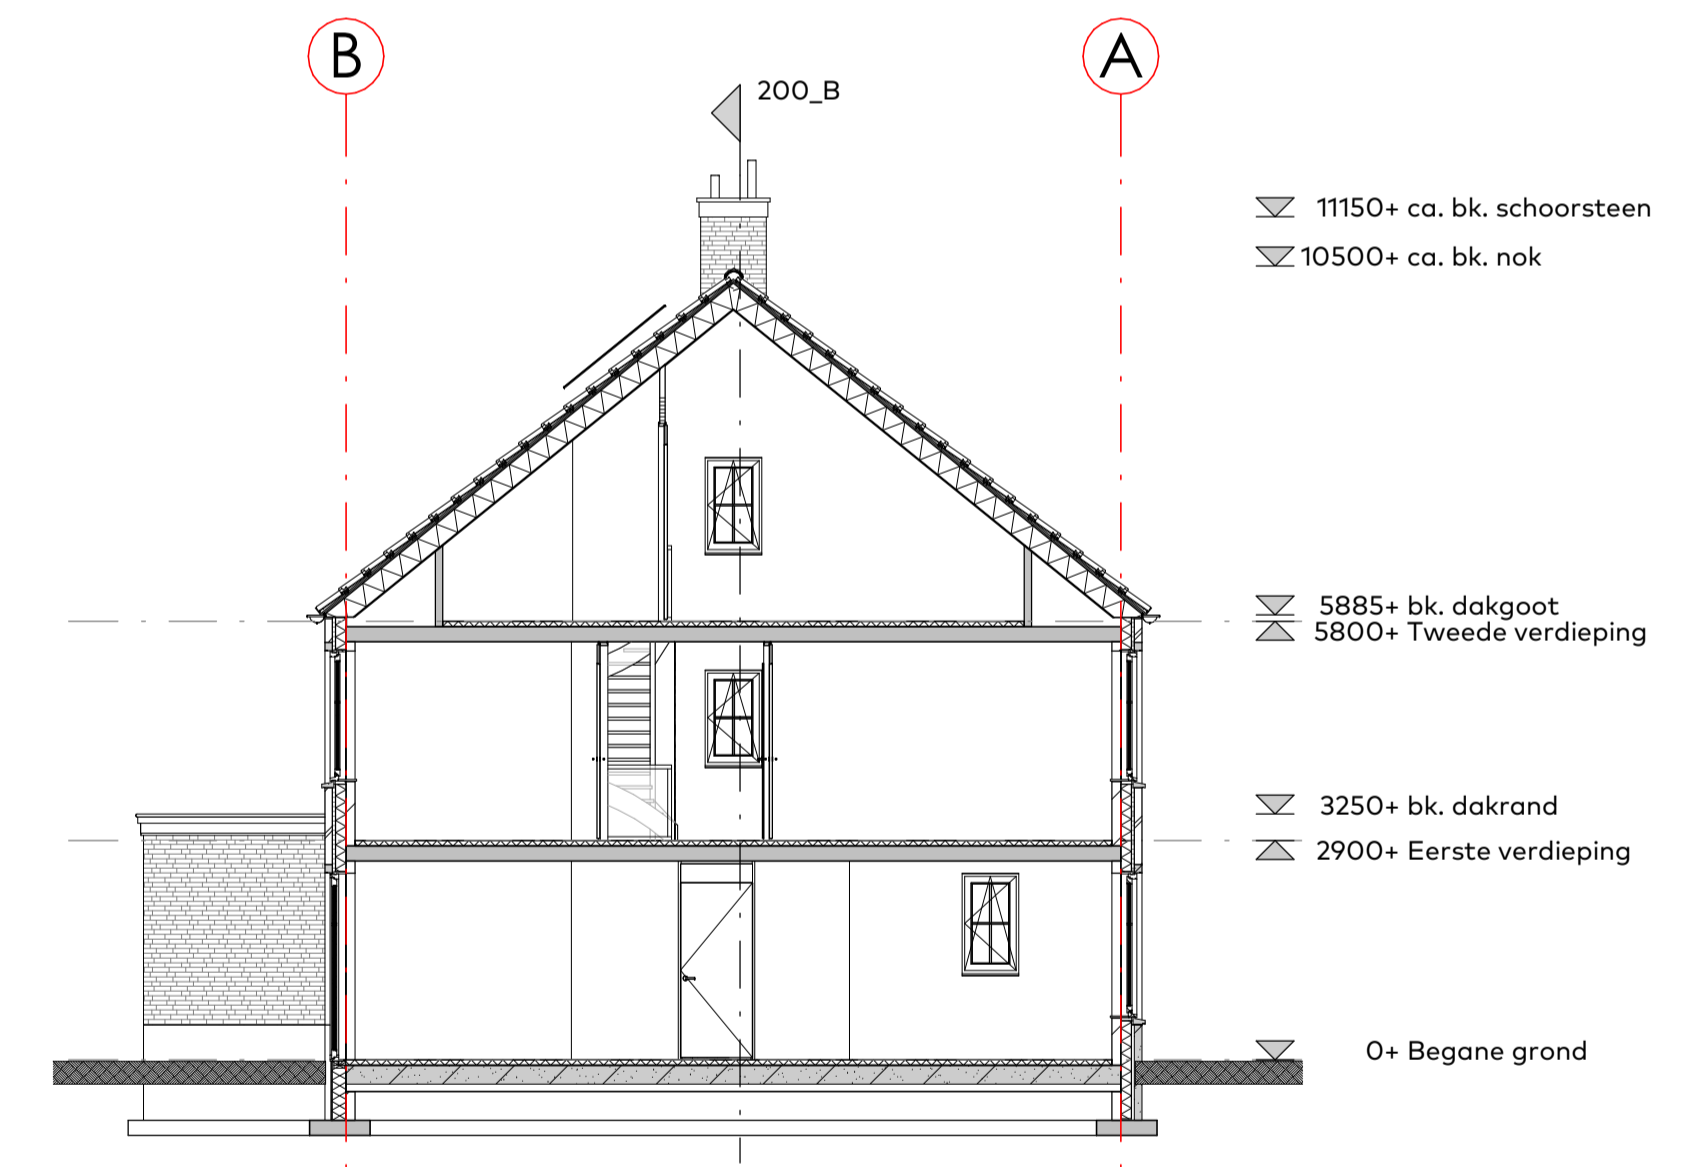 B
A
200_B
11150+ ca. bk. schoorsteen
10500+ ca. bk. nok
5885+ bk. dakgoot
5800+ Tweede verdieping
3250+ bk. dakrand
2900+ Eerste verdieping
0+ Begane grond